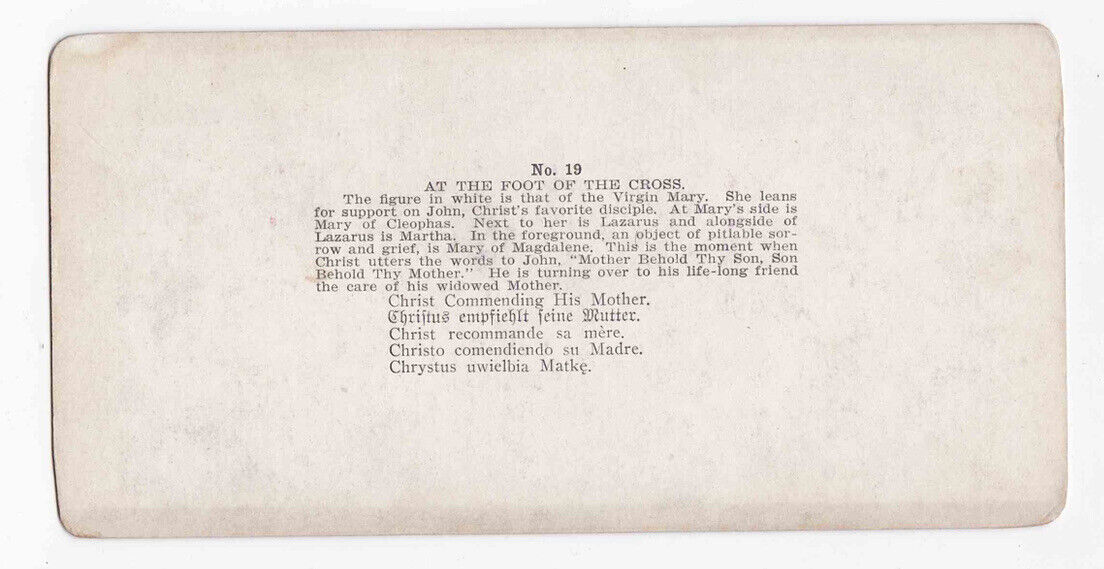 No. 19
AT THE FOOT OF THE CROSS.
The figure in white is that of the Virgin Mary. She leans
for support on John, Christ's favorite disciple. At Mary's side is
Mary of Cleophas. Next to her is Lazarus and alongside of
Lazarus is Martha. In the foreground, an object of pitiable sor-
row and grief, is Mary of Magdalene. This is the moment when
Christ utters the words to John, "Mother Behold Thy Son, Son
Behold Thy Mother." He is turning over to his life-long friend
the care of his widowed Mother.
Christ Commending His Mother.
Chriſtus empfiehlt ſeine Mutter.
Christ recommande sa mère.
Christo comendiendo su Madre.
Chrystus uwielbia Matkę.